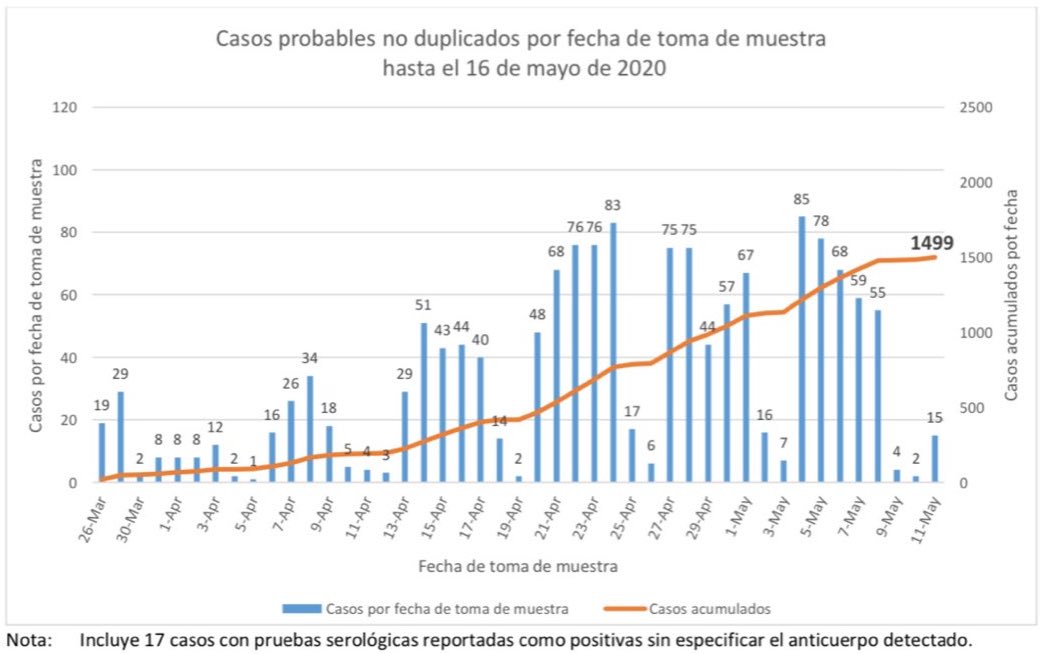 Casos probables no duplicados por fecha de toma de muestra
hasta el 16 de mayo de 2020
120
100
80
60
40
20
0
Casos por fecha de toma de muestra
2500
2000
1500
1000
500
0
Casos acumulados pot fecha
19
29
2
8
8
8
12
2
1
16
26
34
18
5
4
3
29
51
43
44
40
14
2
48
68
76
76
83
17
6
75
75
44
57
67
16
7
85
78
68
59
55
4
2
15
1499
26-Mar
30-Mar
1-Apr
3-Apr
5-Apr
7-Apr
9-Apr
11-Apr
13-Apr
15-Apr
17-Apr
19-Apr
21-Apr
23-Apr
25-Apr
27-Apr
29-Apr
1-May
3-May
5-May
7-May
9-May
11-May
Fecha de toma de muestra
Casos por fecha de toma de muestra
Casos acumulados
Nota: Incluye 17 casos con pruebas serológicas reportadas como positivas sin especificar el anticuerpo detectado.